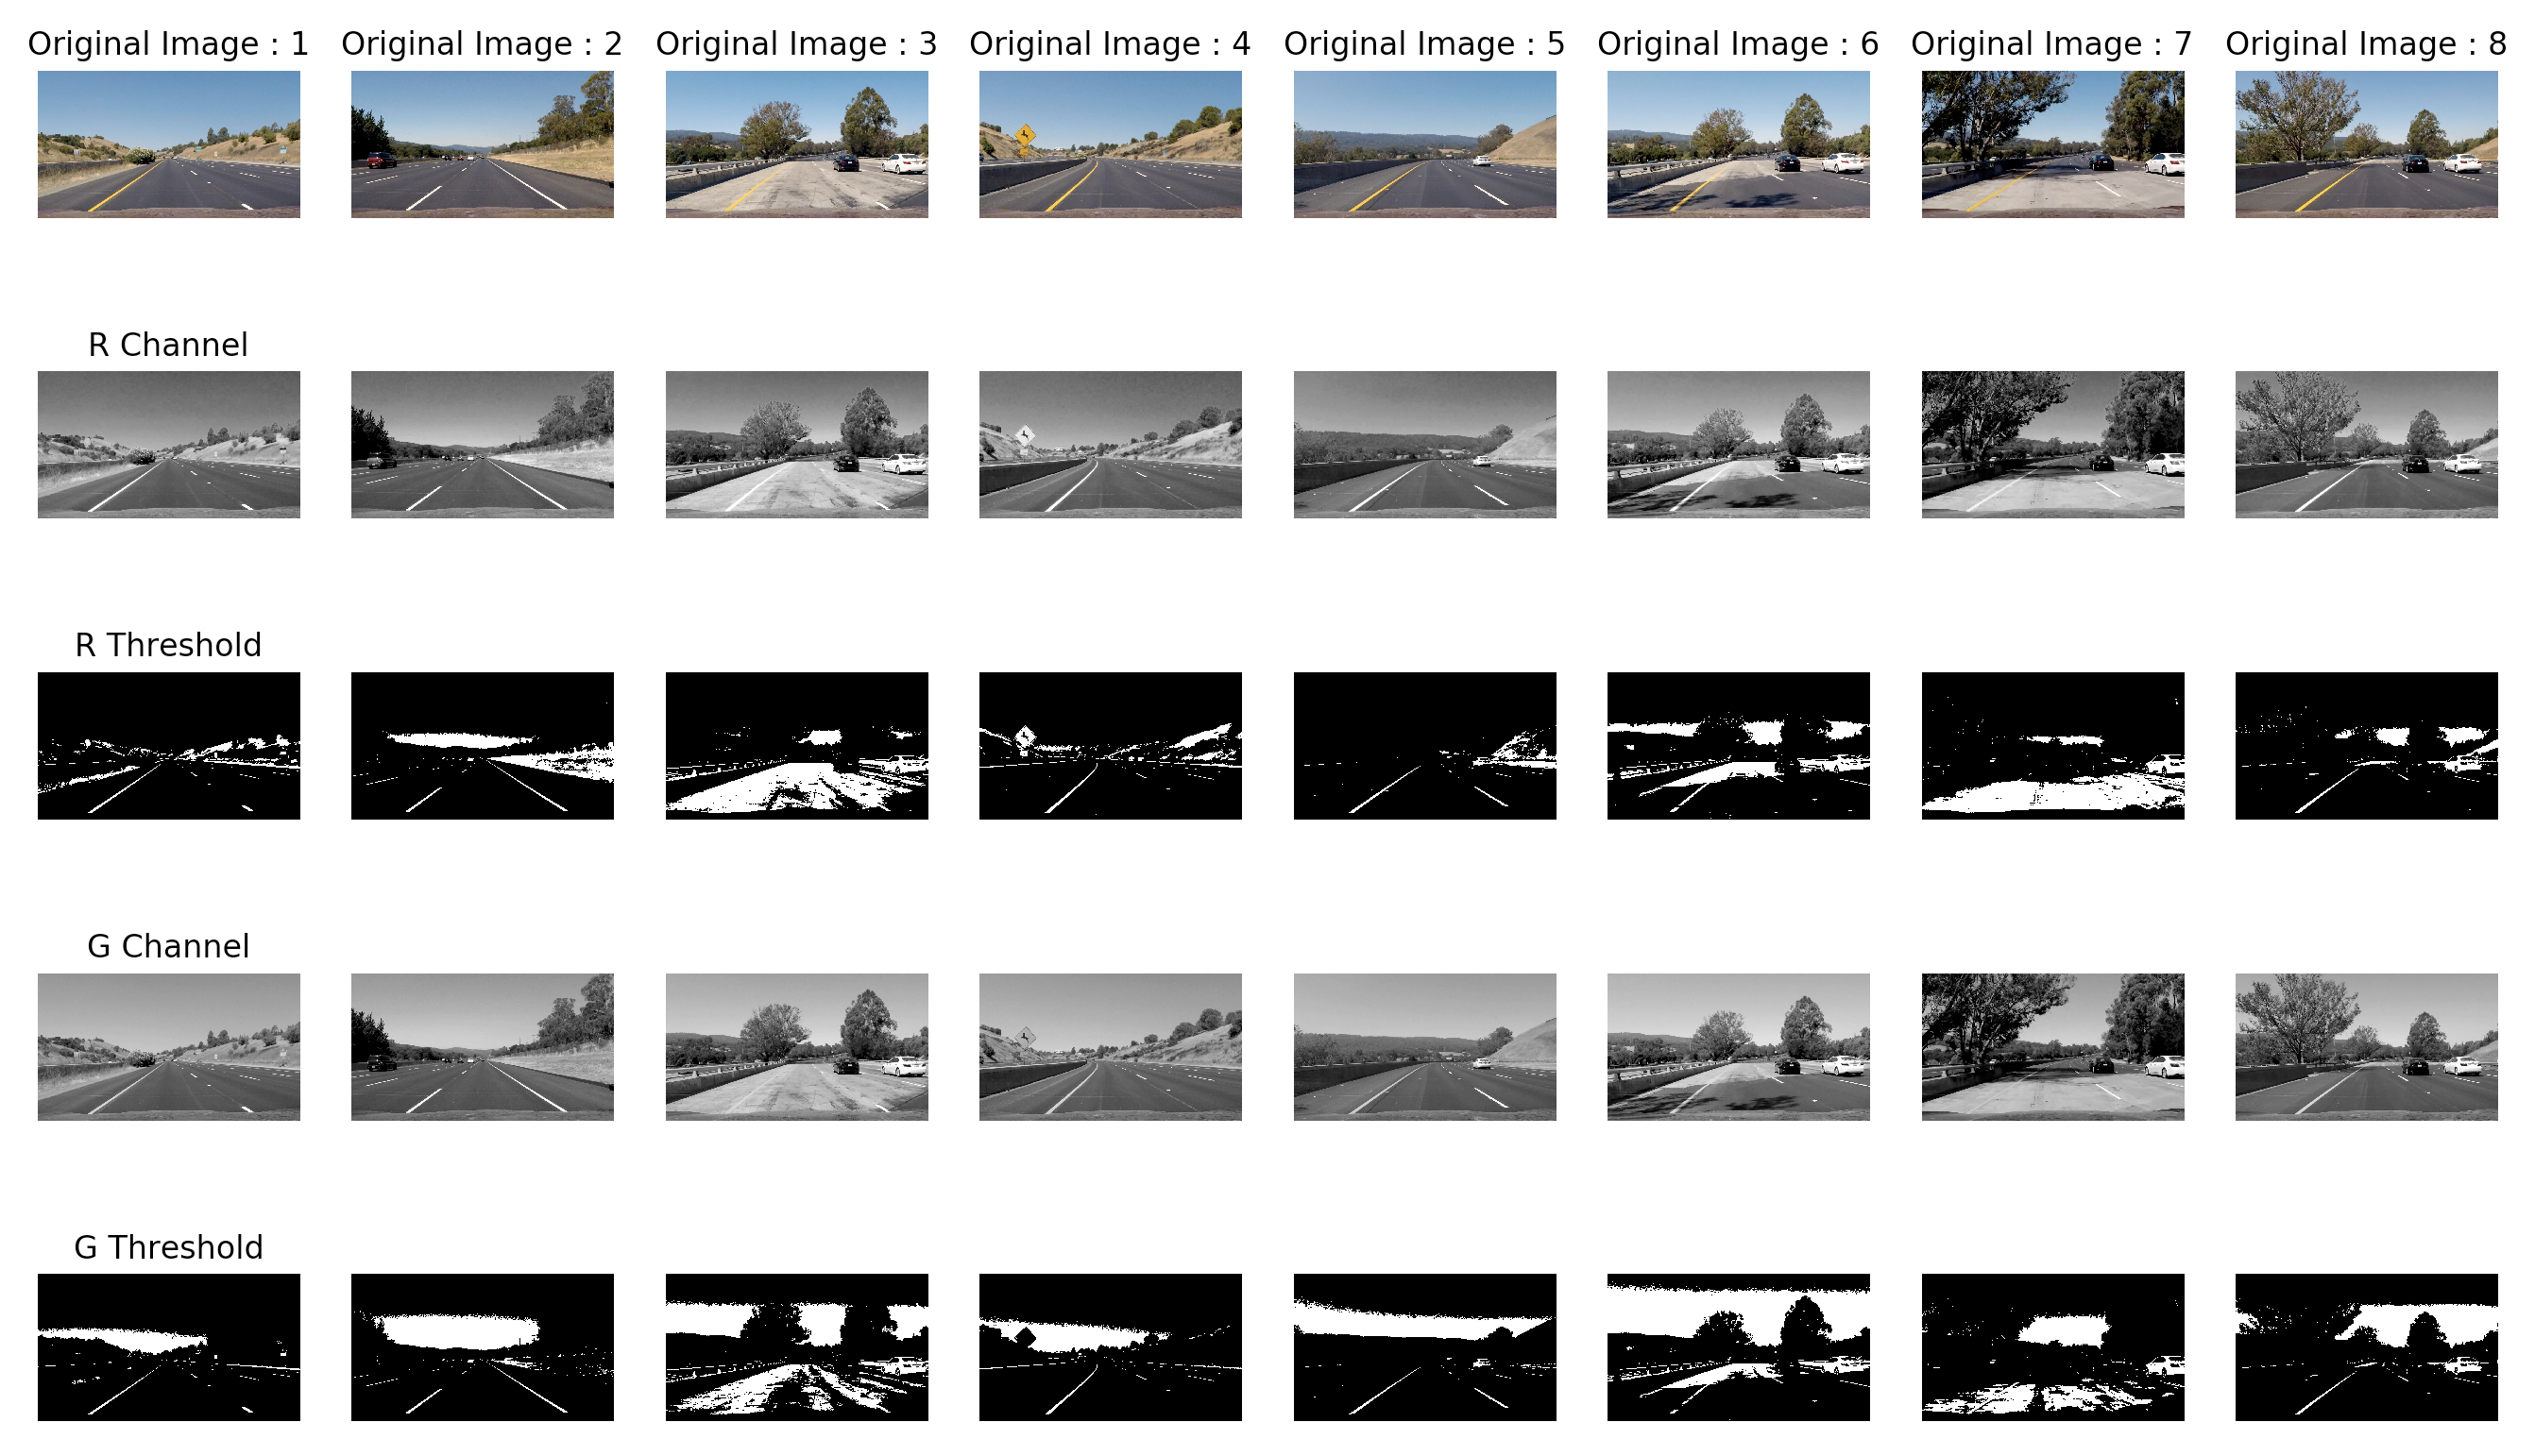 Original Image : 1
Original Image : 2
Original Image : 3
Original Image : 4
Original Image : 5
Original Image : 6
Original Image : 7
Original Image : 8
R Channel
R Threshold
G Channel
G Threshold